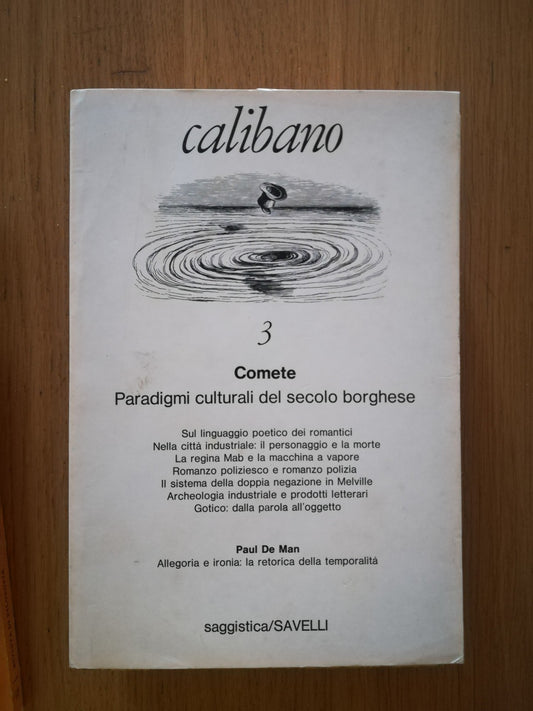 calibano
3
Comete
Paradigmi culturali del secolo borghese
Sul linguaggio poetico dei romantici
Nella cittá industriale: il personaggio e la morte
La regina Mab e la macchina a vapore
Romanzo poliziesco e romanzo polizia
Il sistema della doppia negazione in Melville
Archeologia industriale e prodotti letterari
Gotico: dalla parola all'oggetto
Paul De Man
Allegoria e ironia: la retorica della temporalitá
saggistica/SAVELLI